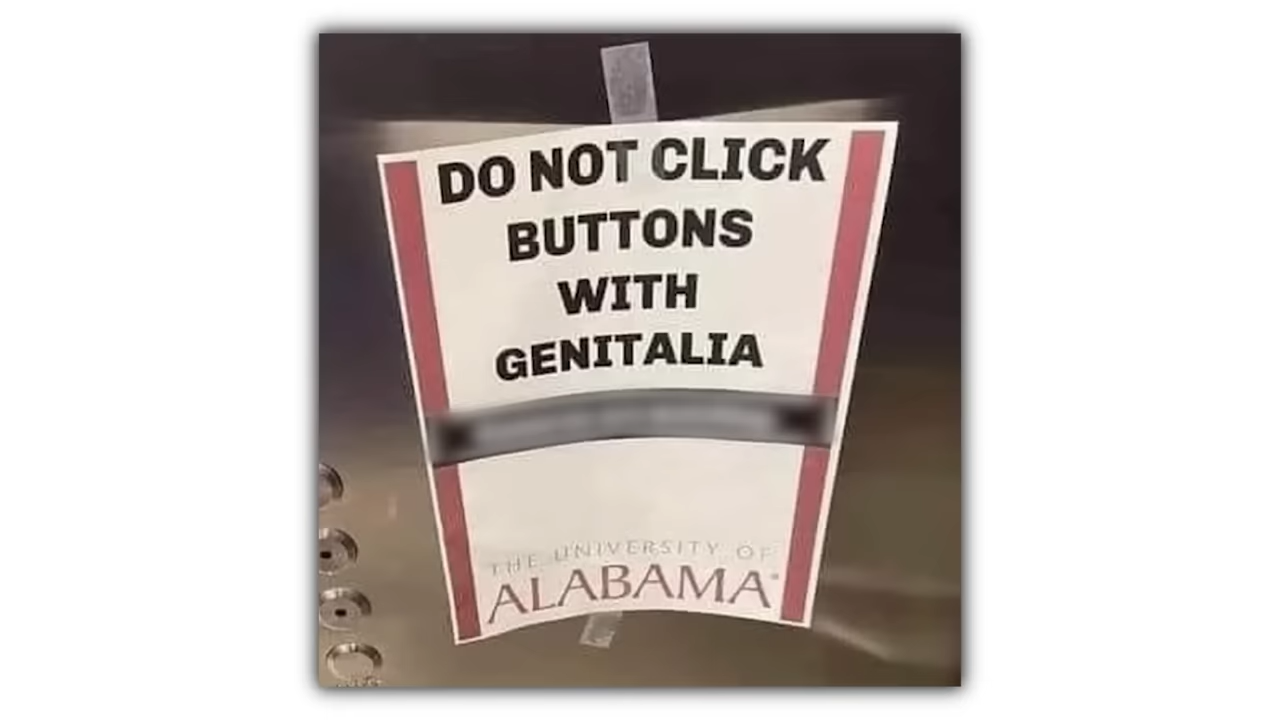 DO NOT CLICK
BUTTONS
WITH
GENITALIA
THE UNIVERSITY OF
ALABAMA®